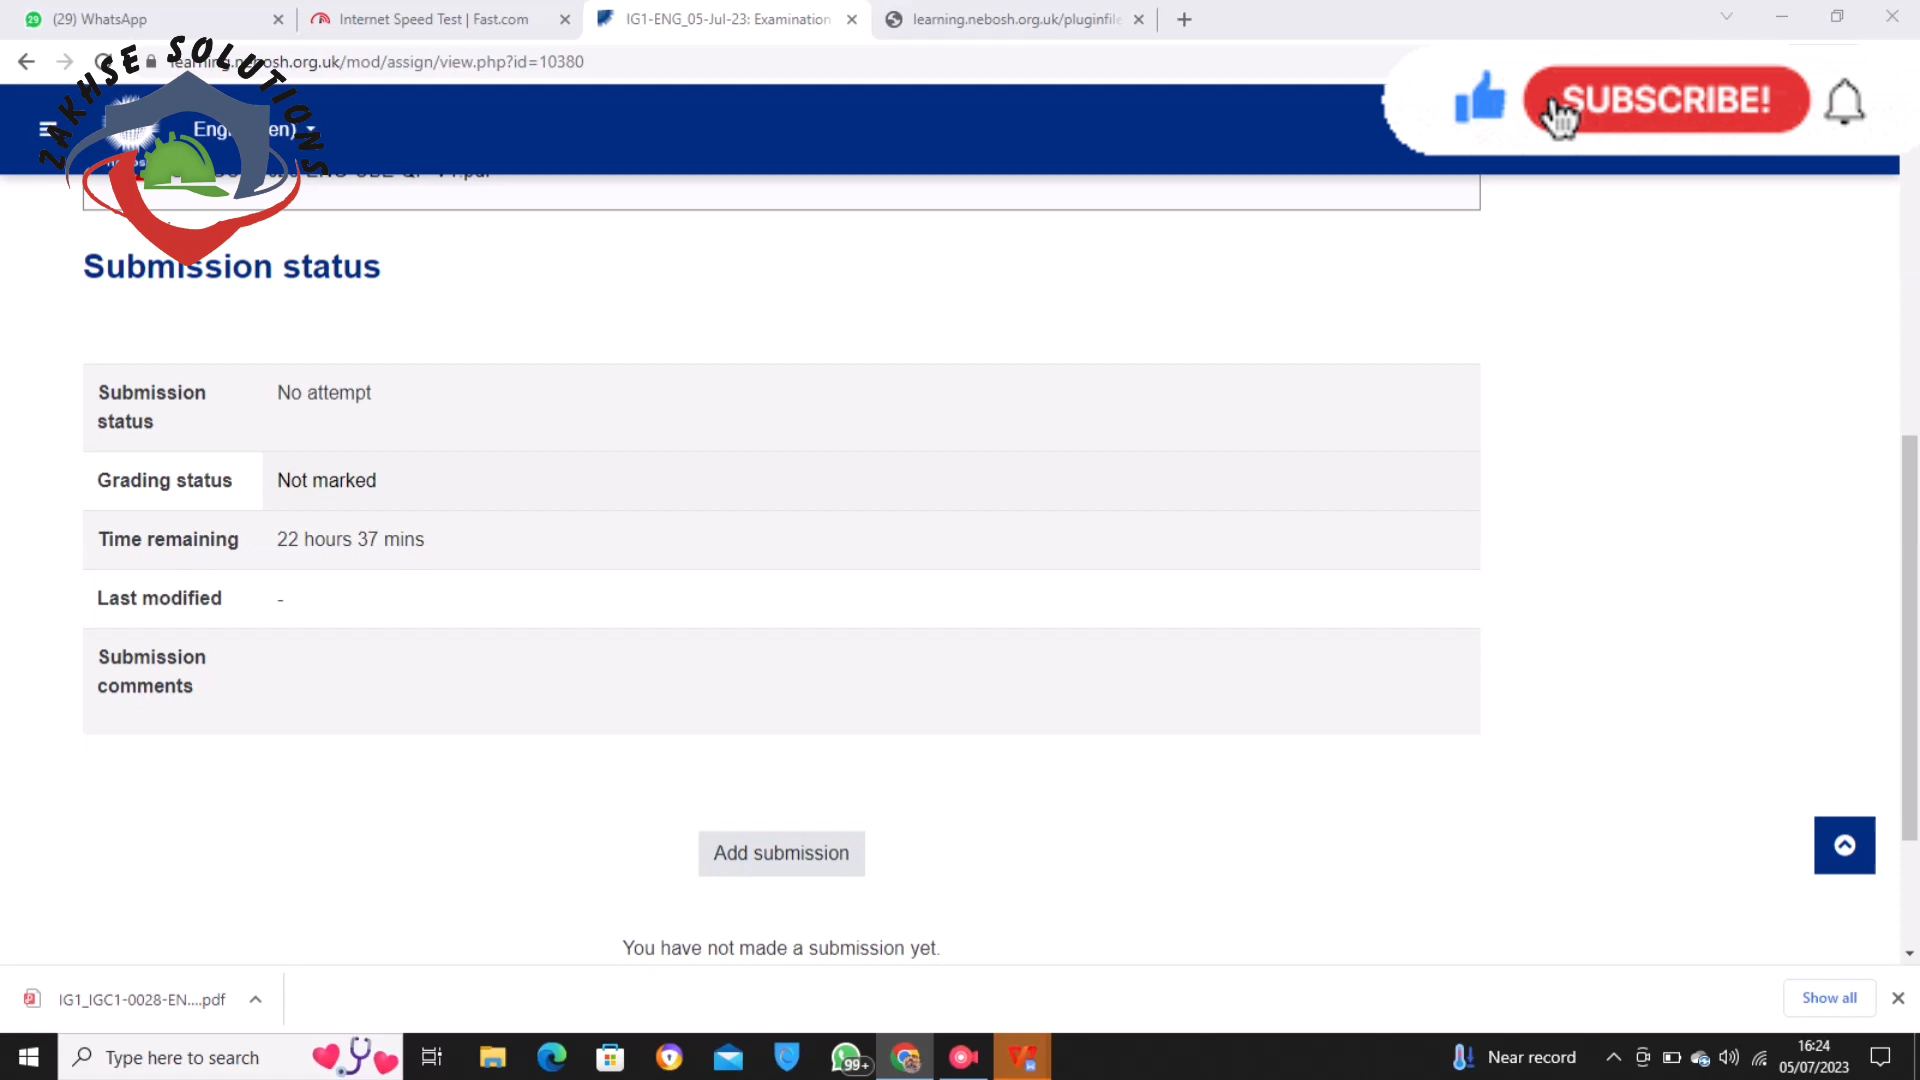 (29) WhatsApp
Internet Speed Test | Fast.com
IG1-ENG_05-Jul-23: Examination
learning.nebosh.org.uk/pluginfile
learning.nebosh.org.uk/mod/assign/view.php?id=10380
ZAKHSE SOLUTIONS
SUBSCRIBE!
Submission status
Submission status
No attempt
Grading status
Not marked
Time remaining
22 hours 37 mins
Last modified
-
Submission comments
Add submission
You have not made a submission yet.
IG1_IGC1-0028-EN....pdf
Show all
Type here to search
99+
Near record
16:24
05/07/2023